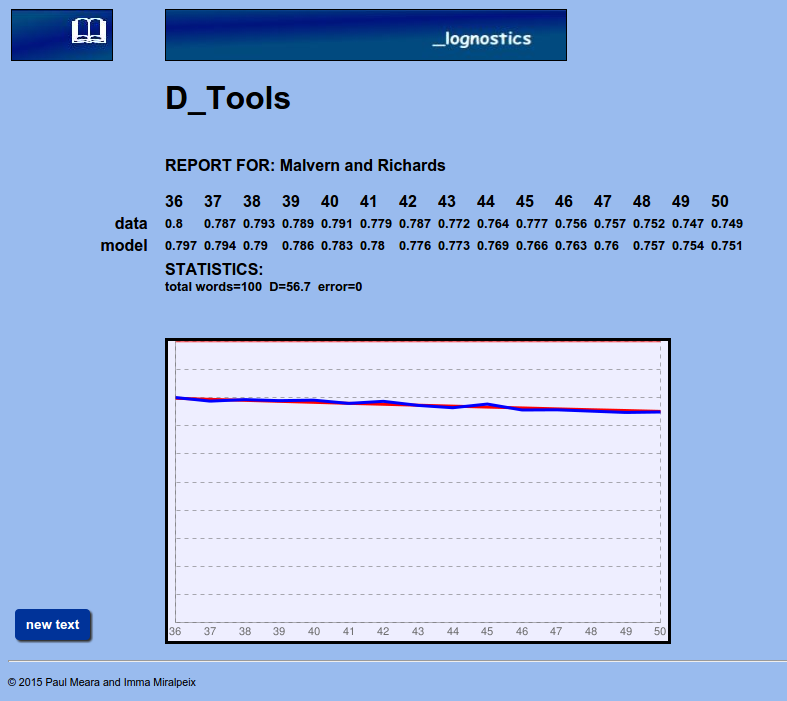 _lognostics
D_Tools
REPORT FOR: Malvern and Richards
36 37 38 39 40 41 42 43 44 45 46 47 48 49 50
data 0.8 0.787 0.793 0.789 0.791 0.779 0.787 0.772 0.764 0.777 0.756 0.757 0.752 0.747 0.749
model 0.797 0.794 0.79 0.786 0.783 0.78 0.776 0.773 0.769 0.766 0.763 0.76 0.757 0.754 0.751
STATISTICS:
total words=100 D=56.7 error=0
36 37 38 39 40 41 42 43 44 45 46 47 48 49 50
new text
© 2015 Paul Meara and Imma Miralpeix